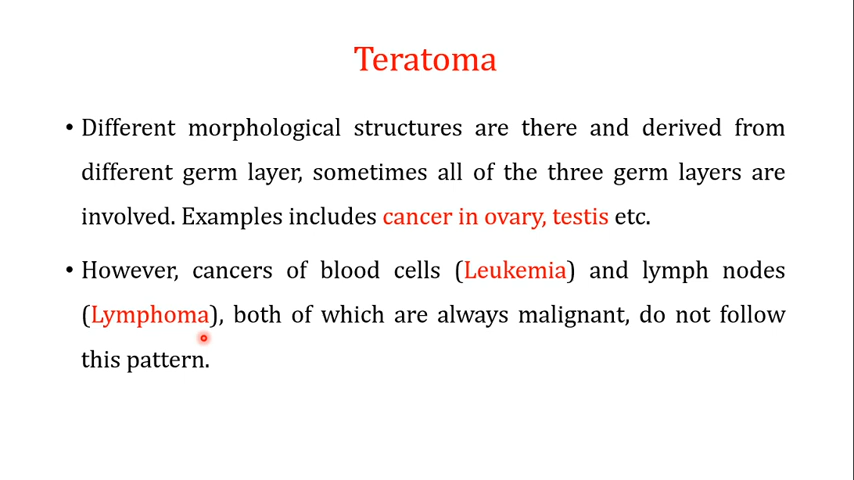 Teratoma
• Different morphological structures are there and derived from
different germ layer, sometimes all of the three germ layers are
involved. Examples includes cancer in ovary, testis etc.
• However, cancers of blood cells (Leukemia) and lymph nodes
(Lymphoma), both of which are always malignant, do not follow
this pattern.